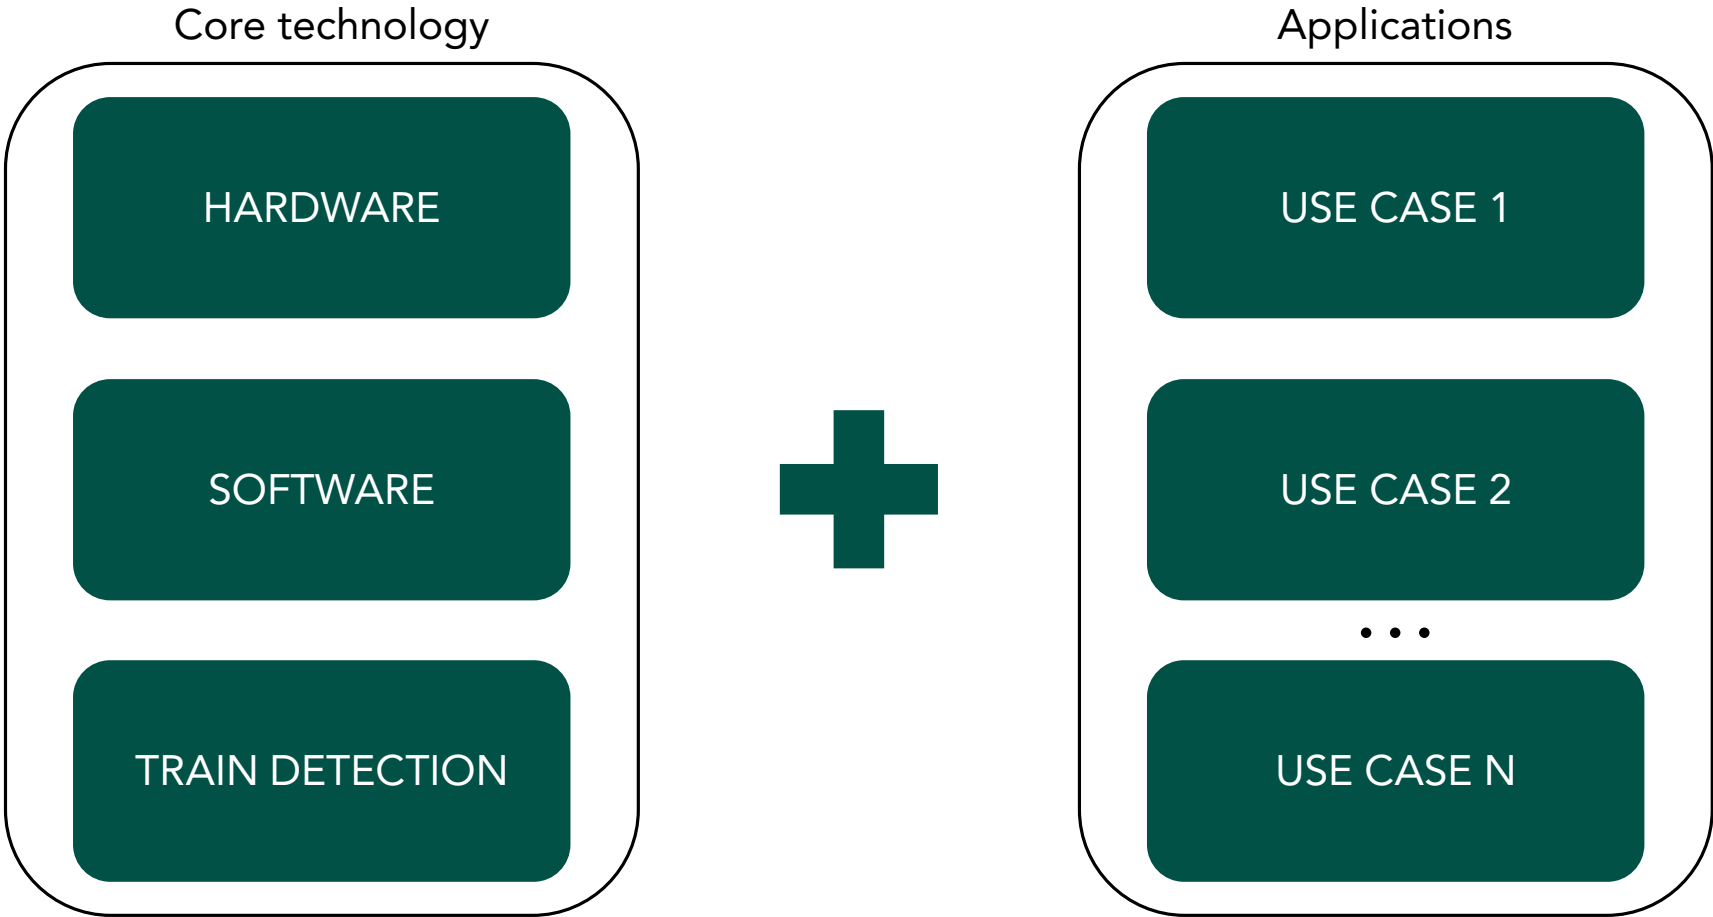 Core technology
HARDWARE
SOFTWARE
TRAIN DETECTION
Applications
USE CASE 1
USE CASE 2
...
USE CASE N